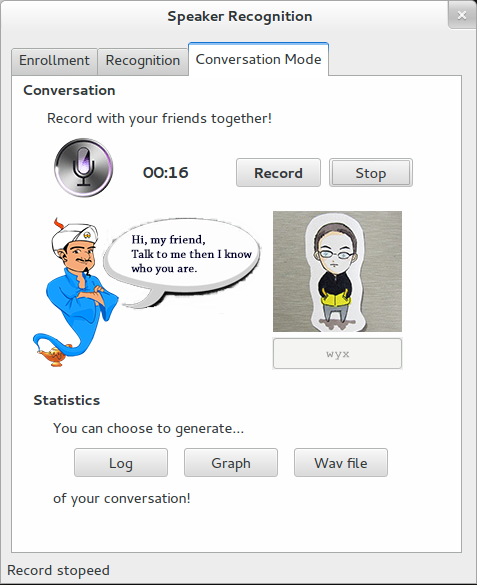 Speaker Recognition
Enrollment Recognition Conversation Mode
Conversation
Record with your friends together!
00:16 Record Stop
Hi, my friend,
Talk to me then I know
who you are.
wyx
Statistics
You can choose to generate...
Log Graph Wav file
of your conversation!
Record stopeed